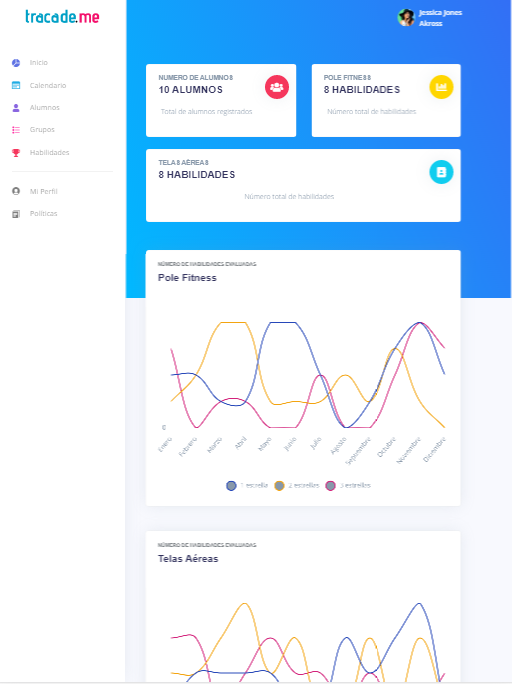 tracade.me
Jessica Jones
Akross
Inicio
Calendario
Alumnos
Grupos
Habilidades
Mi Perfil
Políticas
NUMERO DE ALUMNOS
10 ALUMNOS
Total de alumnos registrados
POLE FITNESS
8 HABILIDADES
Número total de habilidades
TELAS AÉREAS
8 HABILIDADES
Número total de habilidades
NÚMERO DE HABILIDADES EVALUADAS
Pole Fitness
0
Enero
Febrero
Marzo
Abril
Mayo
Junio
Julio
Agosto
Septiembre
Octubre
Noviembre
Diciembre
1 estrella
2 estrellas
3 estrellas
NÚMERO DE HABILIDADES EVALUADAS
Telas Aéreas